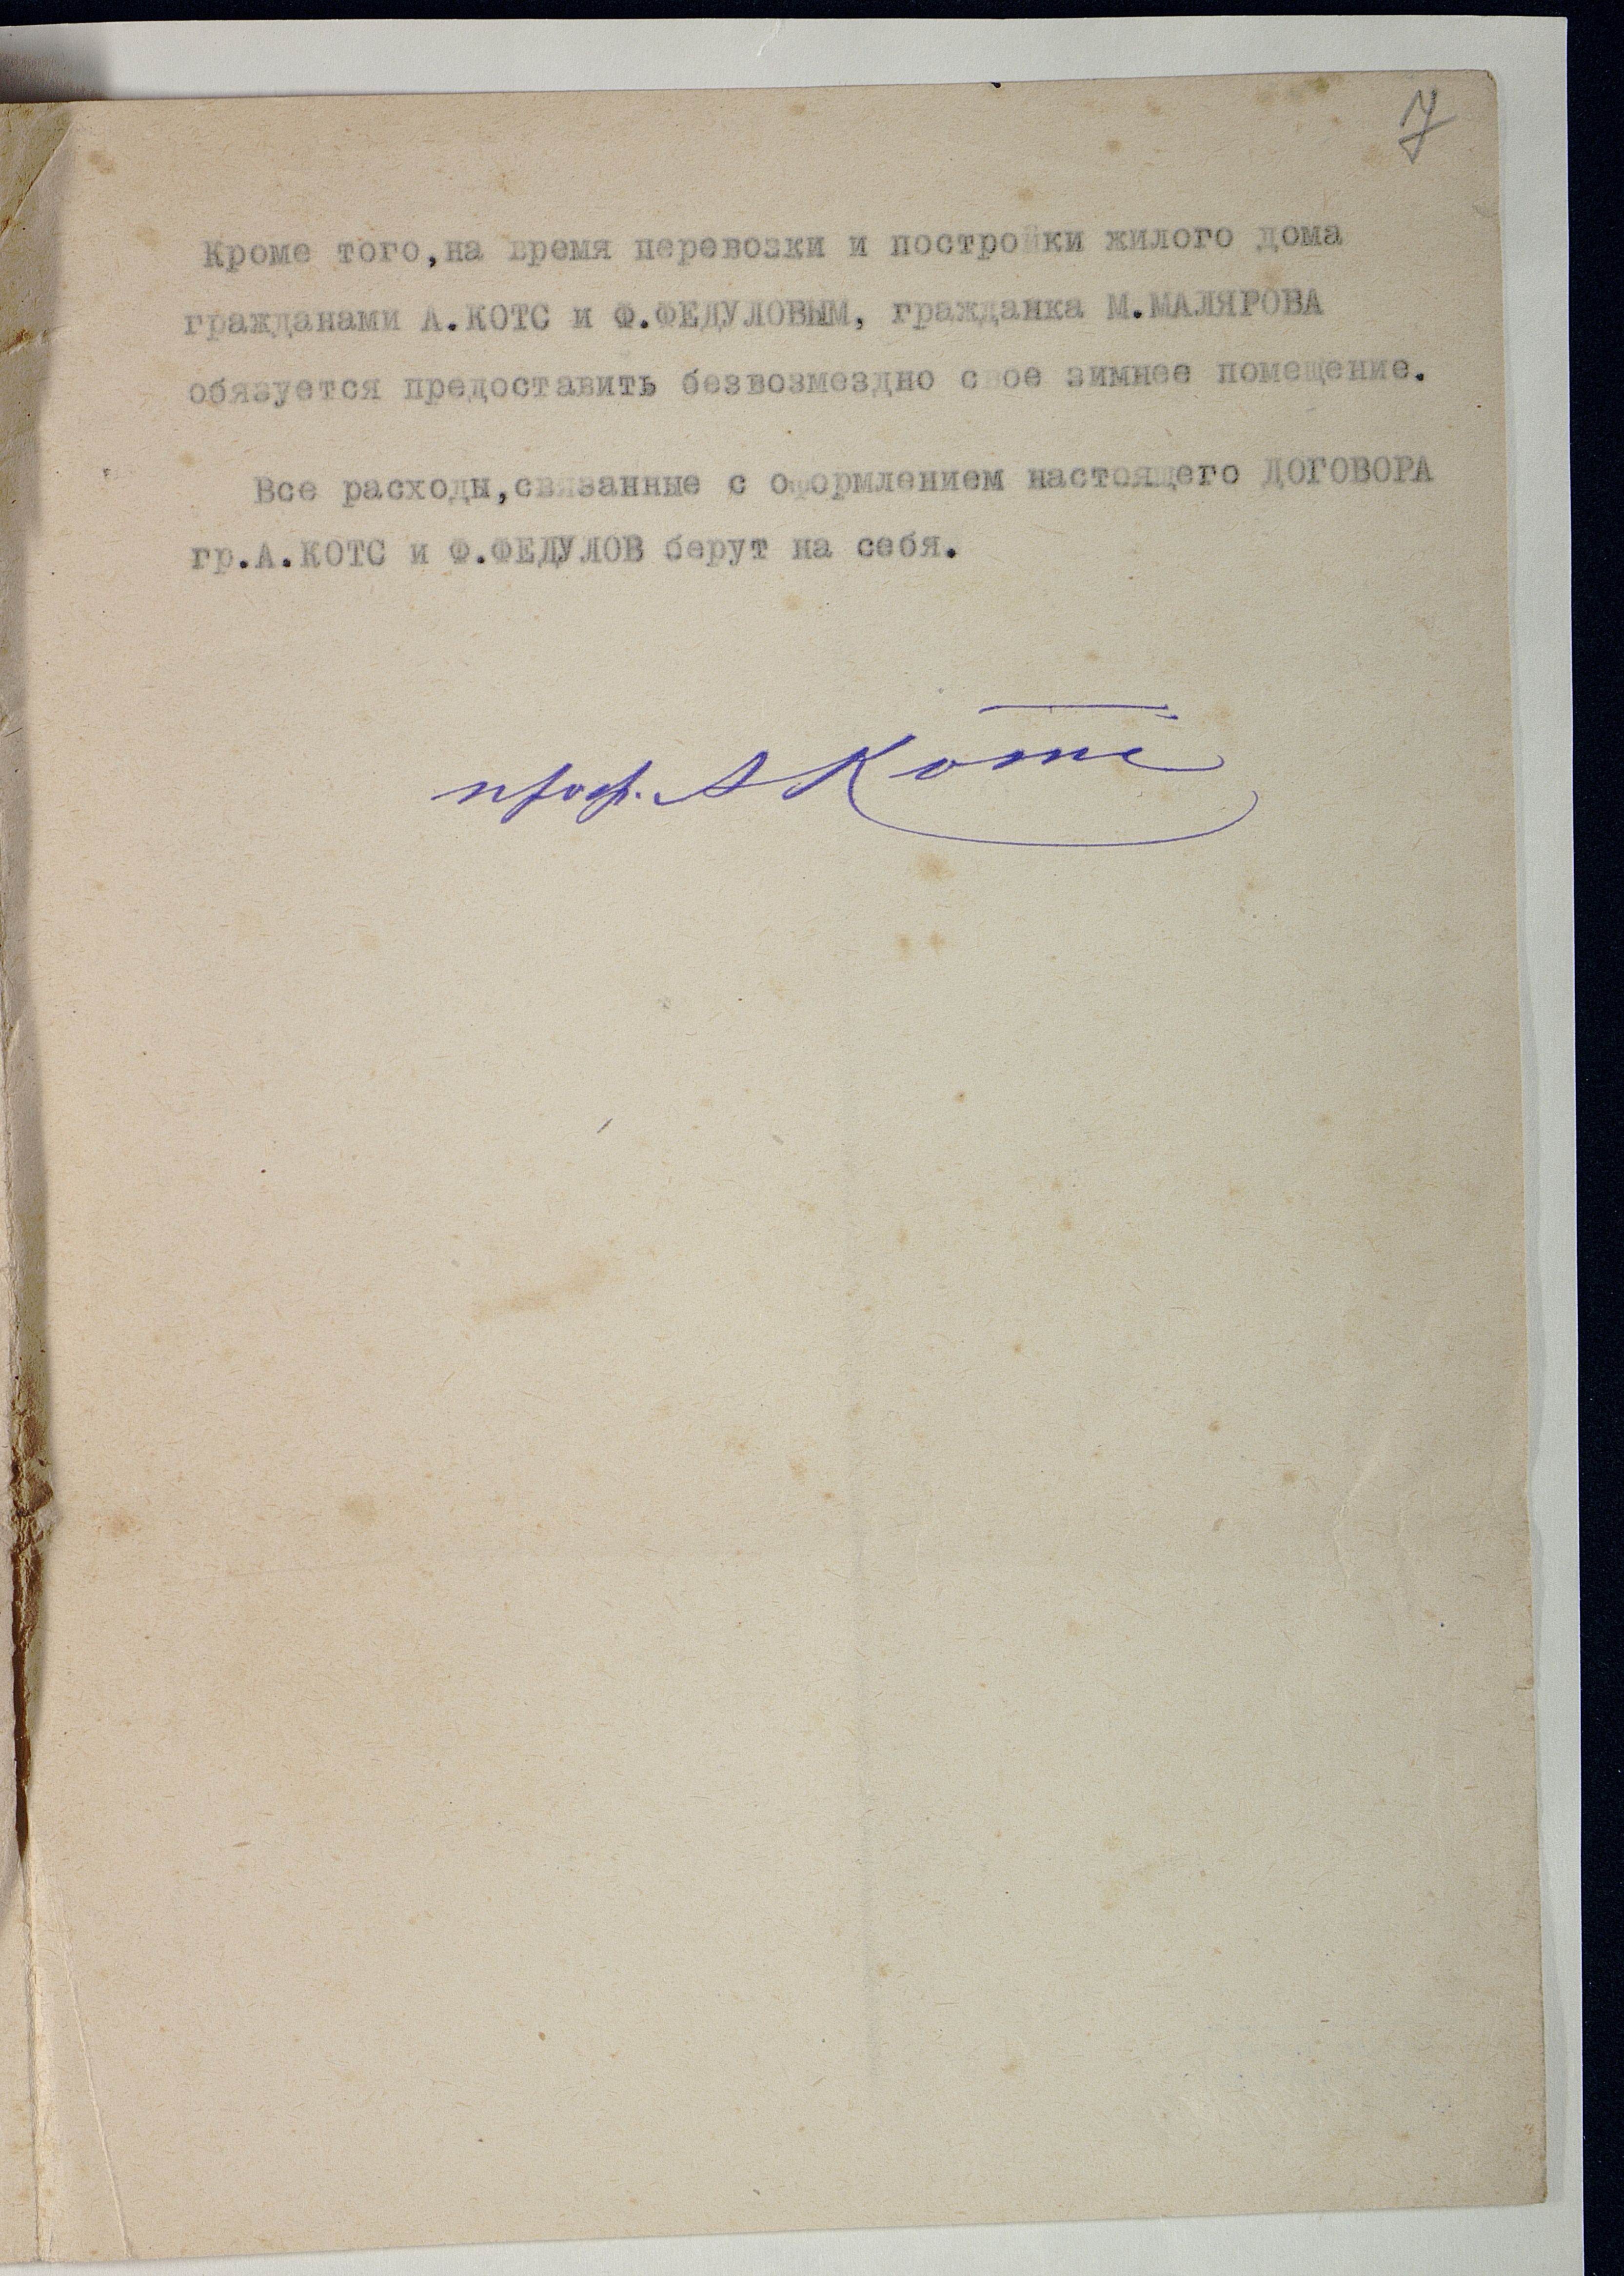 7
Кроме того,на время перевозки и постройки жилого дома
гражданами А.КОТС и Ф.ФЕДУЛОВЫМ, гражданка М.МАЛЯРОВА
обязуется предоставить безвозмездно свое зимнее помещение.
Все расходы,связанные с оформлением настоящего ДОГОВОРА
гр.А.КОТС и Ф.ФЕДУЛОВ берут на себя.
проф. А Котс